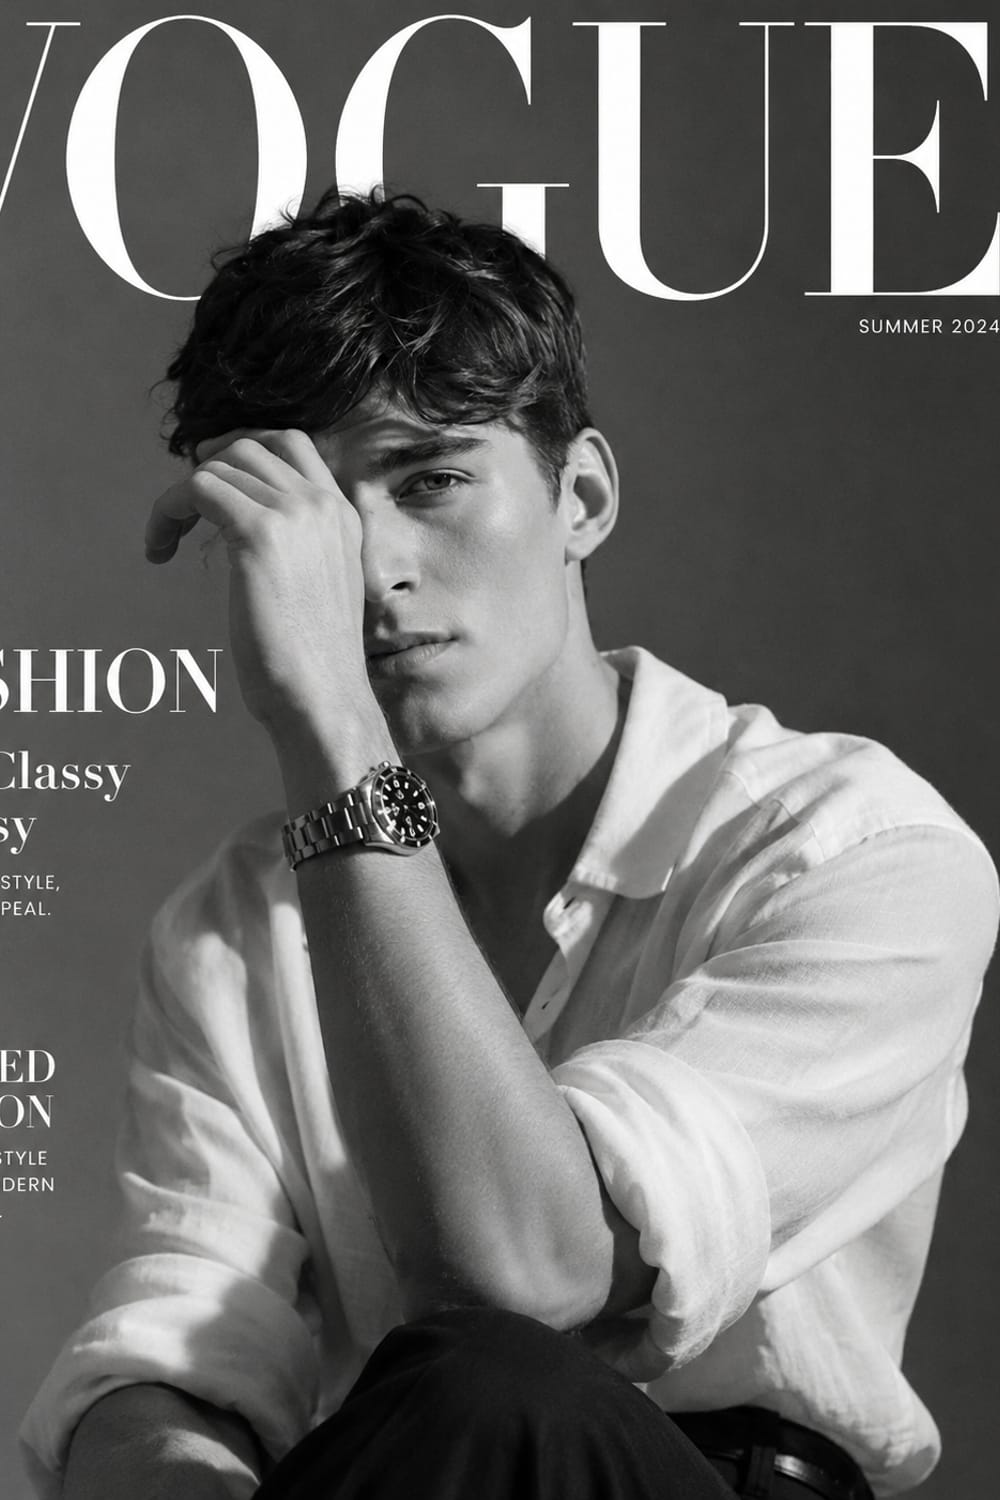 VOGUE
SUMMER 2024
SHION
Classy
sy
STYLE,
PEAL.
ED
ON
STYLE
DERN